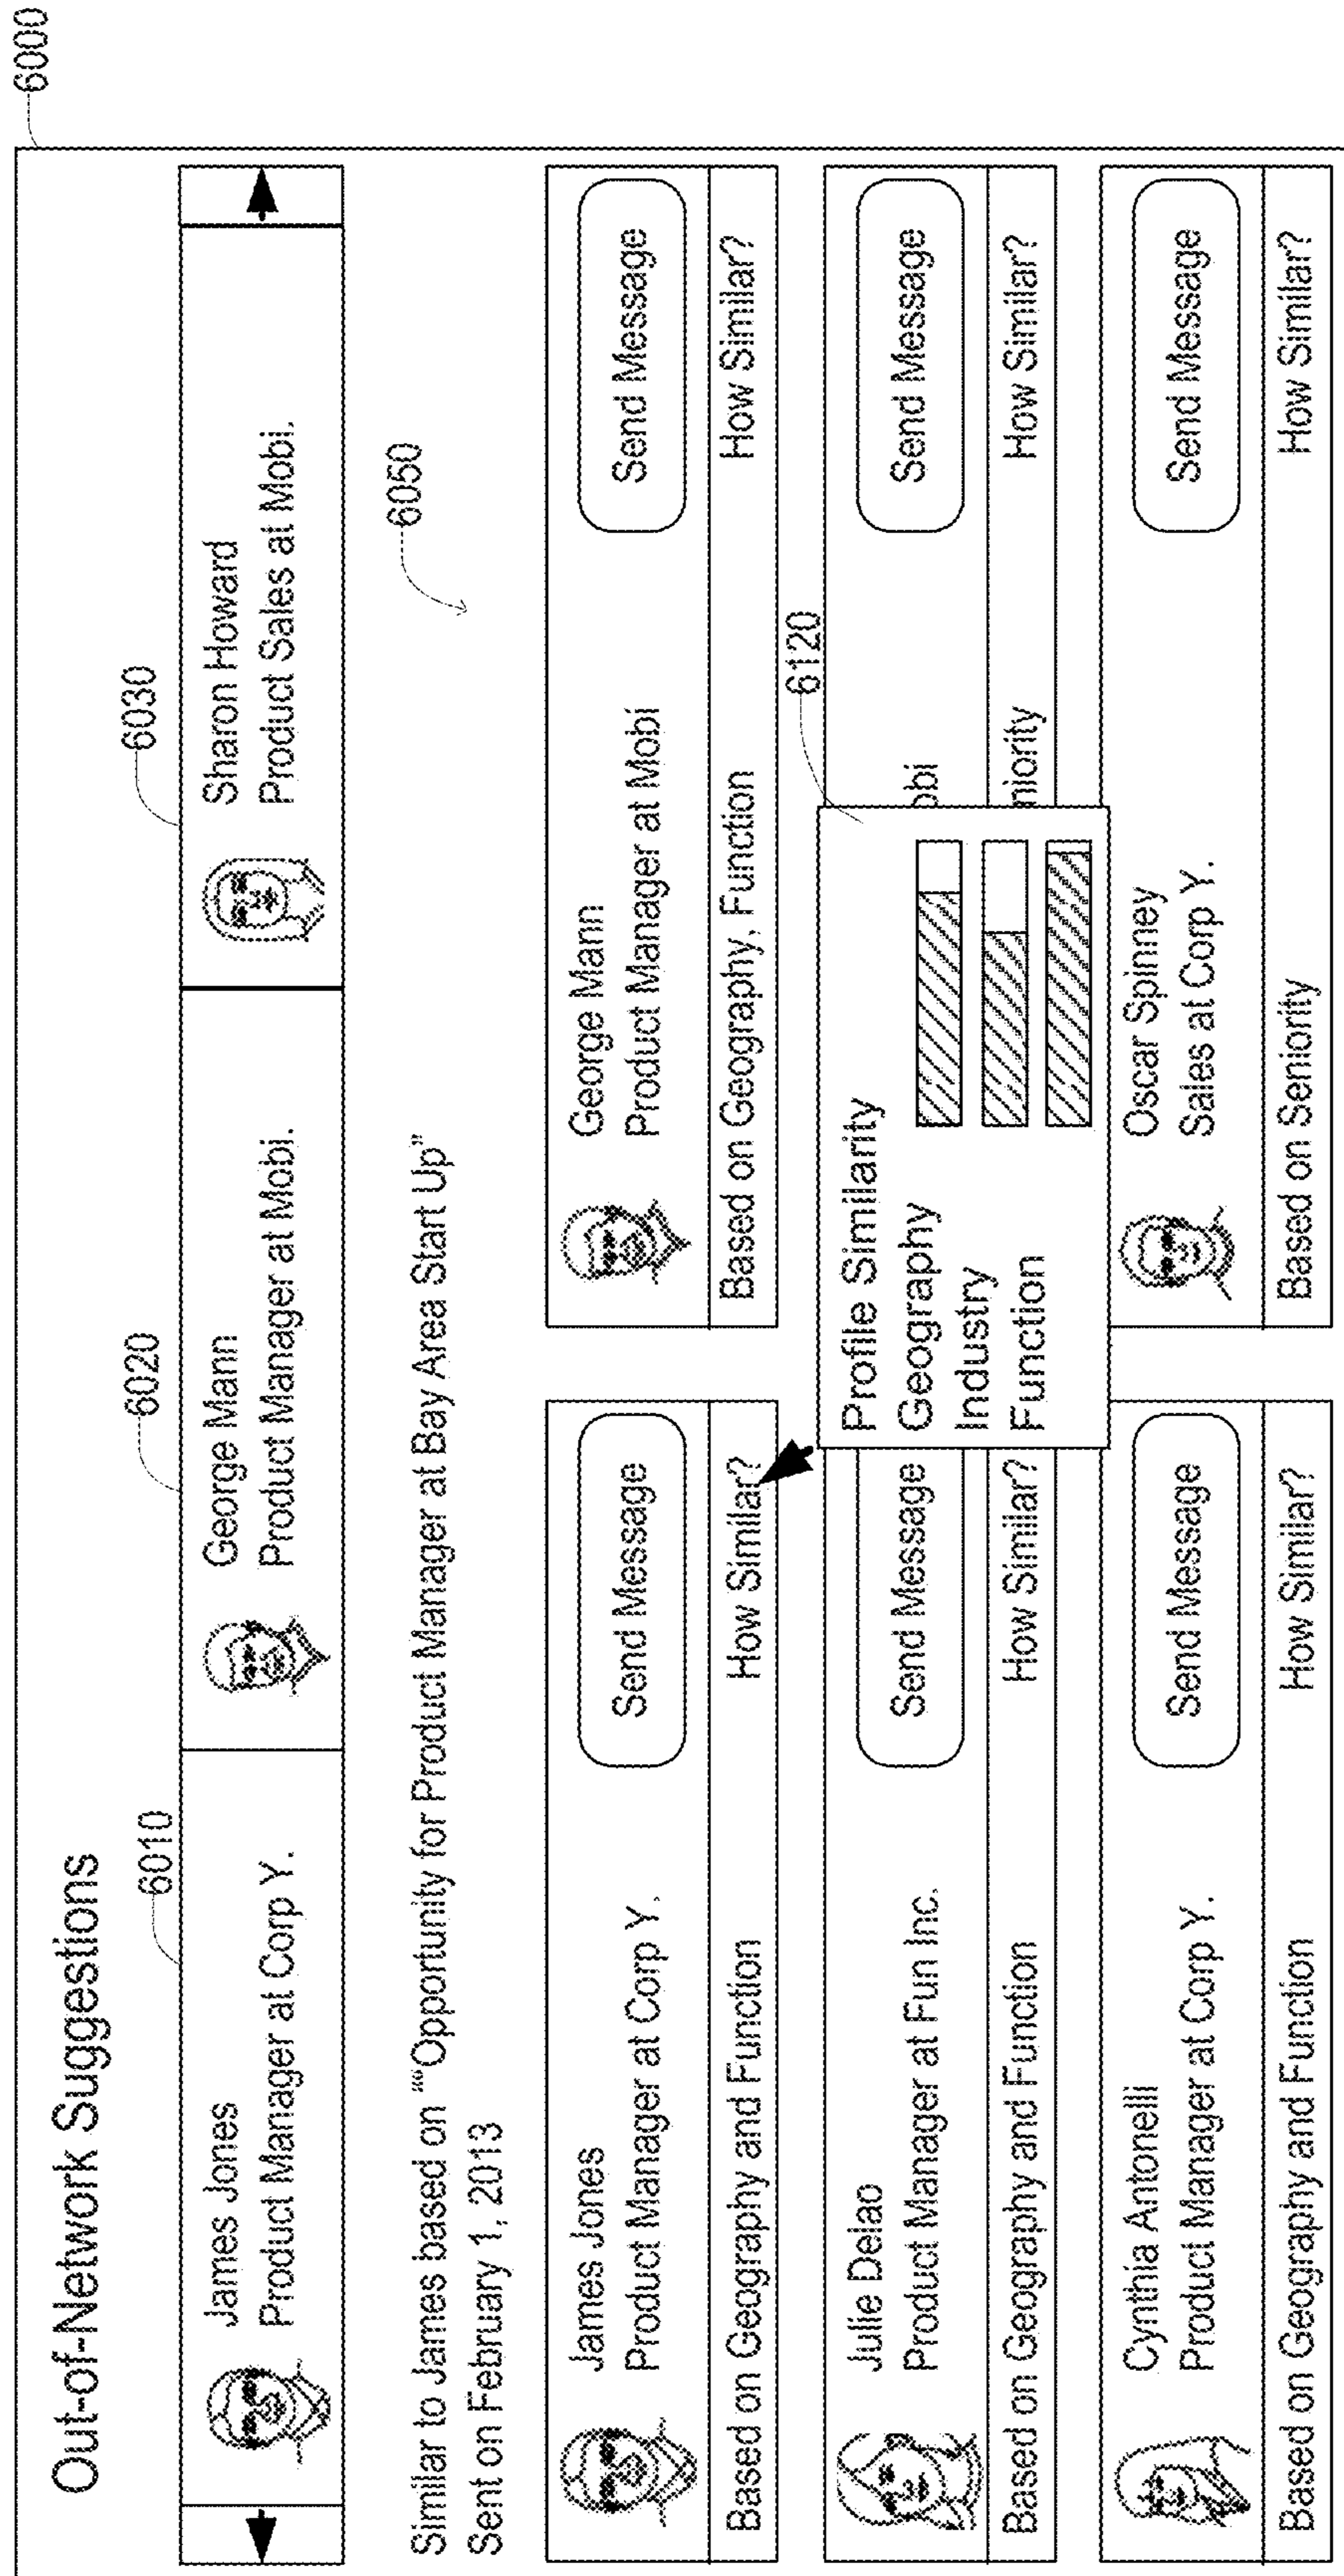 6000
Out-of-Network Suggestions
6010
6020
6030
James Jones
Product Manager at Corp Y.
George Mann
Product Manager at Mobi.
Sharon Howard
Product Sales at Mobi.
6050
Similar to James based on ““Opportunity for Product Manager at Bay Area Start Up”
Sent on February 1, 2013
James Jones
Product Manager at Corp Y.
Send Message
Based on Geography and Function
How Similar?
George Mann
Product Manager at Mobi
Send Message
Based on Geography, Function
How Similar?
6120
Julie Delao
Product Manager at Fun Inc.
Send Message
Based on Geography and Function
How Similar?
Profile Similarity
Geography
Industry
Function
obi
niority
Send Message
How Similar?
Cynthia Antonelli
Product Manager at Corp Y.
Send Message
Based on Geography and Function
How Similar?
Oscar Spinney
Sales at Corp Y.
Send Message
Based on Seniority
How Similar?